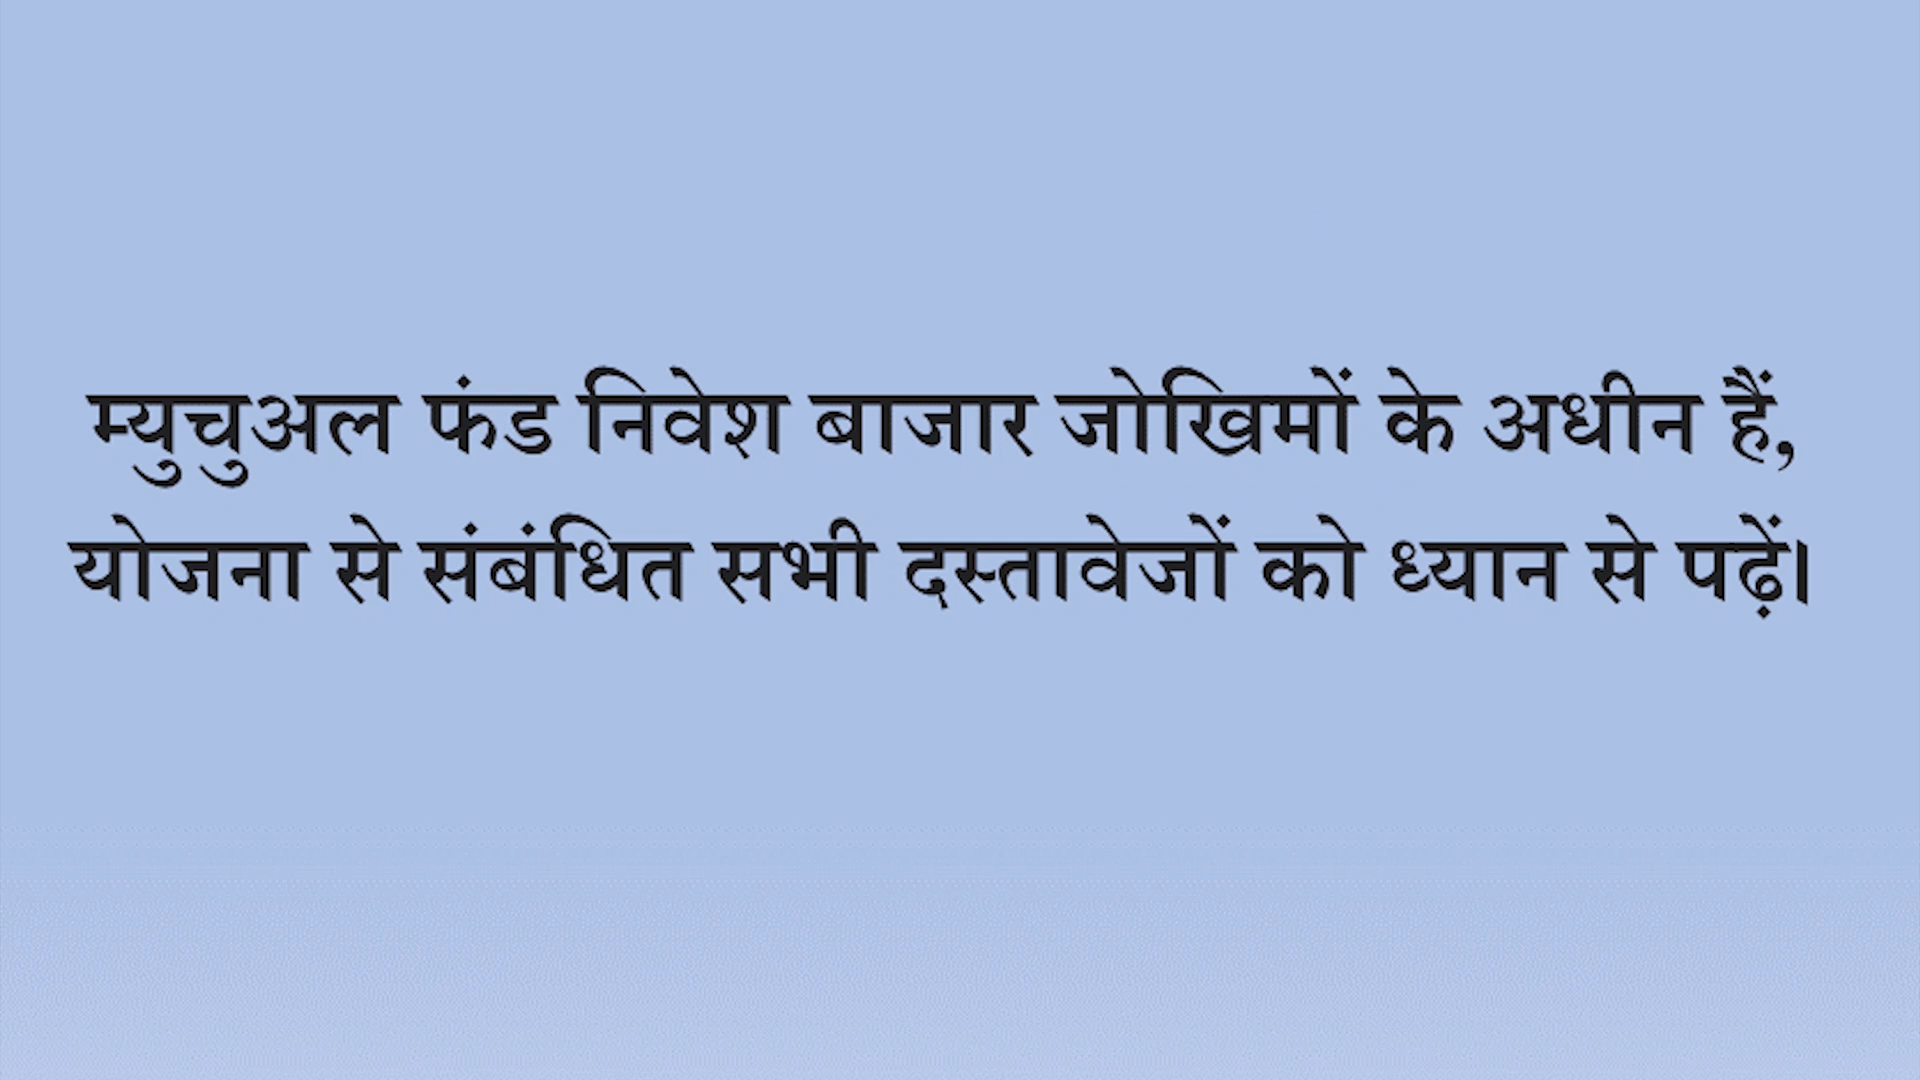 म्युचुअल फंड निवेश बाजार जोखिमों के अधीन हैं,
योजना से संबंधित सभी दस्तावेजों को ध्यान से पढ़ें।